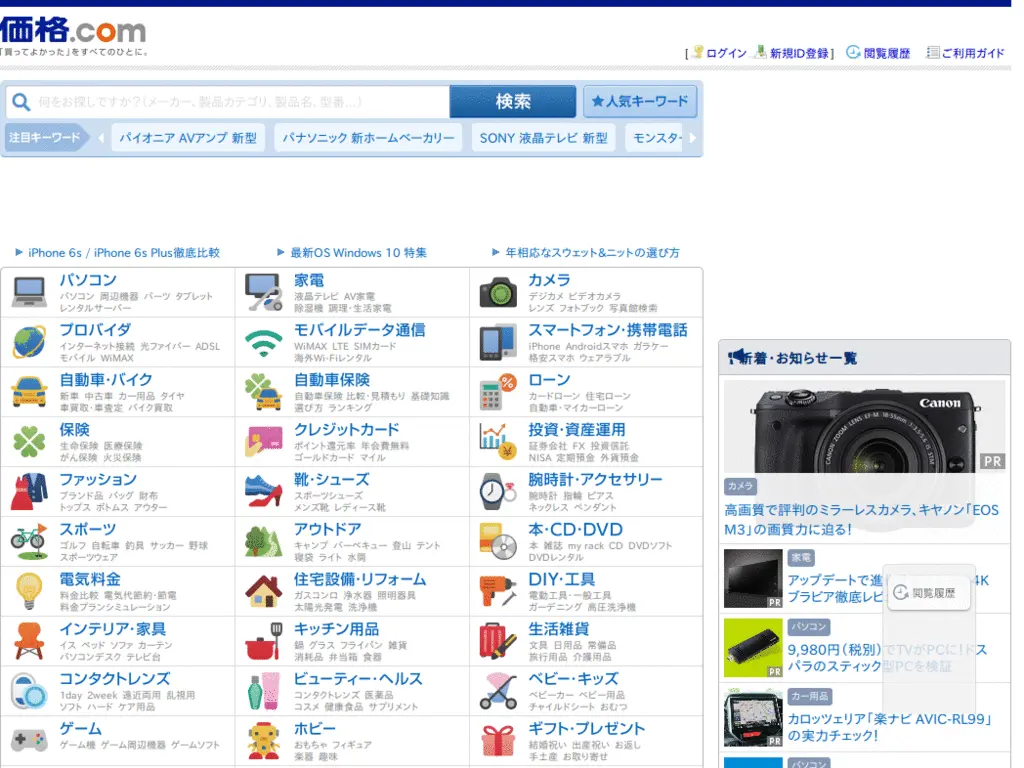 価格.com
「買ってよかった」をすべてのひとに。
[ ログイン 新規ID登録 ] 閲覧履歴 ご利用ガイド
何をお探しですか?(メーカー、製品カテゴリ、製品名、型番...) 検索 ★人気キーワード
注目キーワード パイオニア AVアンプ 新型 パナソニック 新ホームベーカリー SONY 液晶テレビ 新型 モンスター
iPhone 6s / iPhone 6s Plus徹底比較 最新OS Windows 10 特集 年相応なスウェット&ニットの選び方
パソコン
パソコン 周辺機器 パーツ タブレット
レンタルサーバー
家電
液晶テレビ AV家電
除湿機 調理・生活家電
カメラ
デジカメ ビデオカメラ
レンズ フォトブック 写真館検索
プロバイダ
インターネット接続 光ファイバー ADSL
モバイル WiMAX
モバイルデータ通信
WiMAX LTE SIMカード
海外Wi-Fiレンタル
スマートフォン・携帯電話
iPhone Androidスマホ ガラケー
格安スマホ ウェアラブル
自動車・バイク
新車 中古車 カー用品 タイヤ
車買取・車査定 バイク買取
自動車保険
自動車保険 比較・見積もり 基礎知識
選び方 ランキング
ローン
カードローン 住宅ローン
自動車・マイカーローン
保険
生命保険 医療保険
がん保険 火災保険
クレジットカード
ポイント還元率 年会費無料
ゴールドカード マイル
投資・資産運用
証券会社 FX 投資信託
NISA 定期預金 外貨預金
ファッション
ブランド品 バッグ 財布
トップス ボトムス アウター
靴・シューズ
スポーツシューズ
メンズ靴 レディース靴
腕時計・アクセサリー
腕時計 指輪 ピアス
ネックレス ペンダント
スポーツ
ゴルフ 自転車 釣具 サッカー 野球
スポーツウェア
アウトドア
キャンプ バーベキュー 登山 テント
寝袋 ライト 水筒
本・CD・DVD
本 雑誌 my rack CD DVDソフト
DVDレンタル
電気料金
料金比較 電気代節約・節電
料金プランシミュレーション
住宅設備・リフォーム
ガスコンロ 浄水器 照明器具
太陽光発電 洗浄機
DIY・工具
電動工具・一般工具
ガーデニング 高圧洗浄機
インテリア・家具
イス ベッド ソファ カーテン
パソコンデスク テレビ台
キッチン用品
鍋 グラス フライパン 雑貨
消耗品 弁当箱 食器
生活雑貨
文具 日用品 常備品
旅行用品 介護用品
コンタクトレンズ
1day 2week 遠近両用 乱視用
ソフト ハード ケア用品
ビューティー・ヘルス
コンタクトレンズ 医薬品
コスメ 健康食品 サプリメント
ベビー・キッズ
ベビーカー ベビー用品
チャイルドシート おむつ
ゲーム
ゲーム機 ゲーム周辺機器 ゲームソフト
ホビー
おもちゃ フィギュア
楽器 趣味
ギフト・プレゼント
結婚祝い 出産祝い お返し
手土産 お取り寄せ
新着・お知らせ一覧
Canon
CANON ZOOM LENS EF-M 18-55mm 1:3.5-5.6 IS STM
PR
カメラ
高画質で評判のミラーレスカメラ、キヤノン「EOS
M3」の画質力に迫る!
家電
アップデートで進 4K
ブラビア徹底レビ
PR
閲覧履歴
パソコン
9,980円(税別)でTVがPCに!ドス
パラのスティック型PCを検証
PR
カー用品
カロッツェリア「楽ナビ AVIC-RL99」
の実力チェック!
PR
パソコン